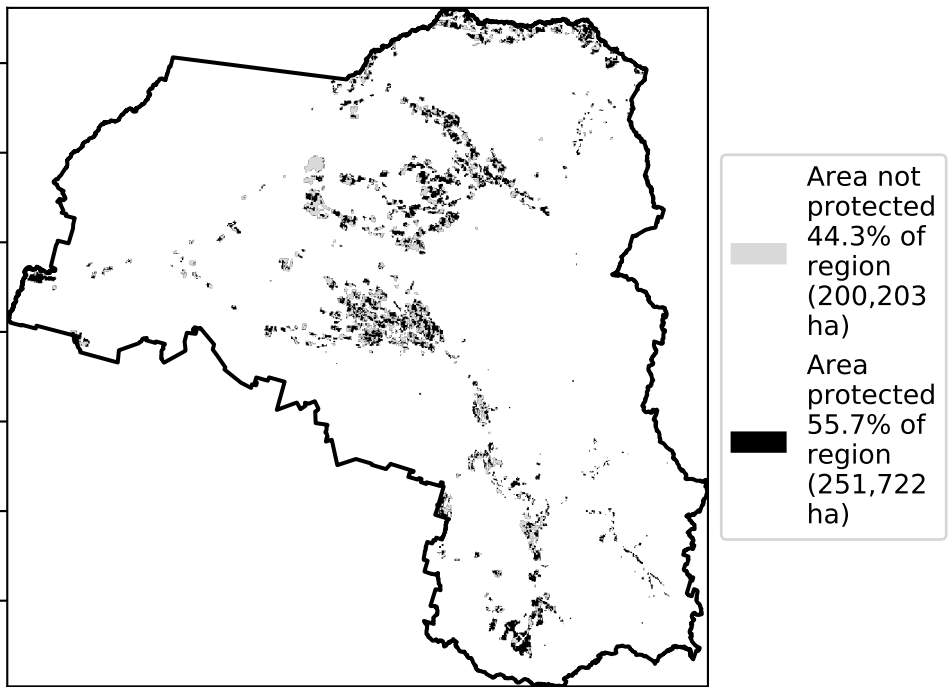 Area not
protected
44.3% of
region
(200,203
ha)
Area
protected
55.7% of
region
(251,722
ha)